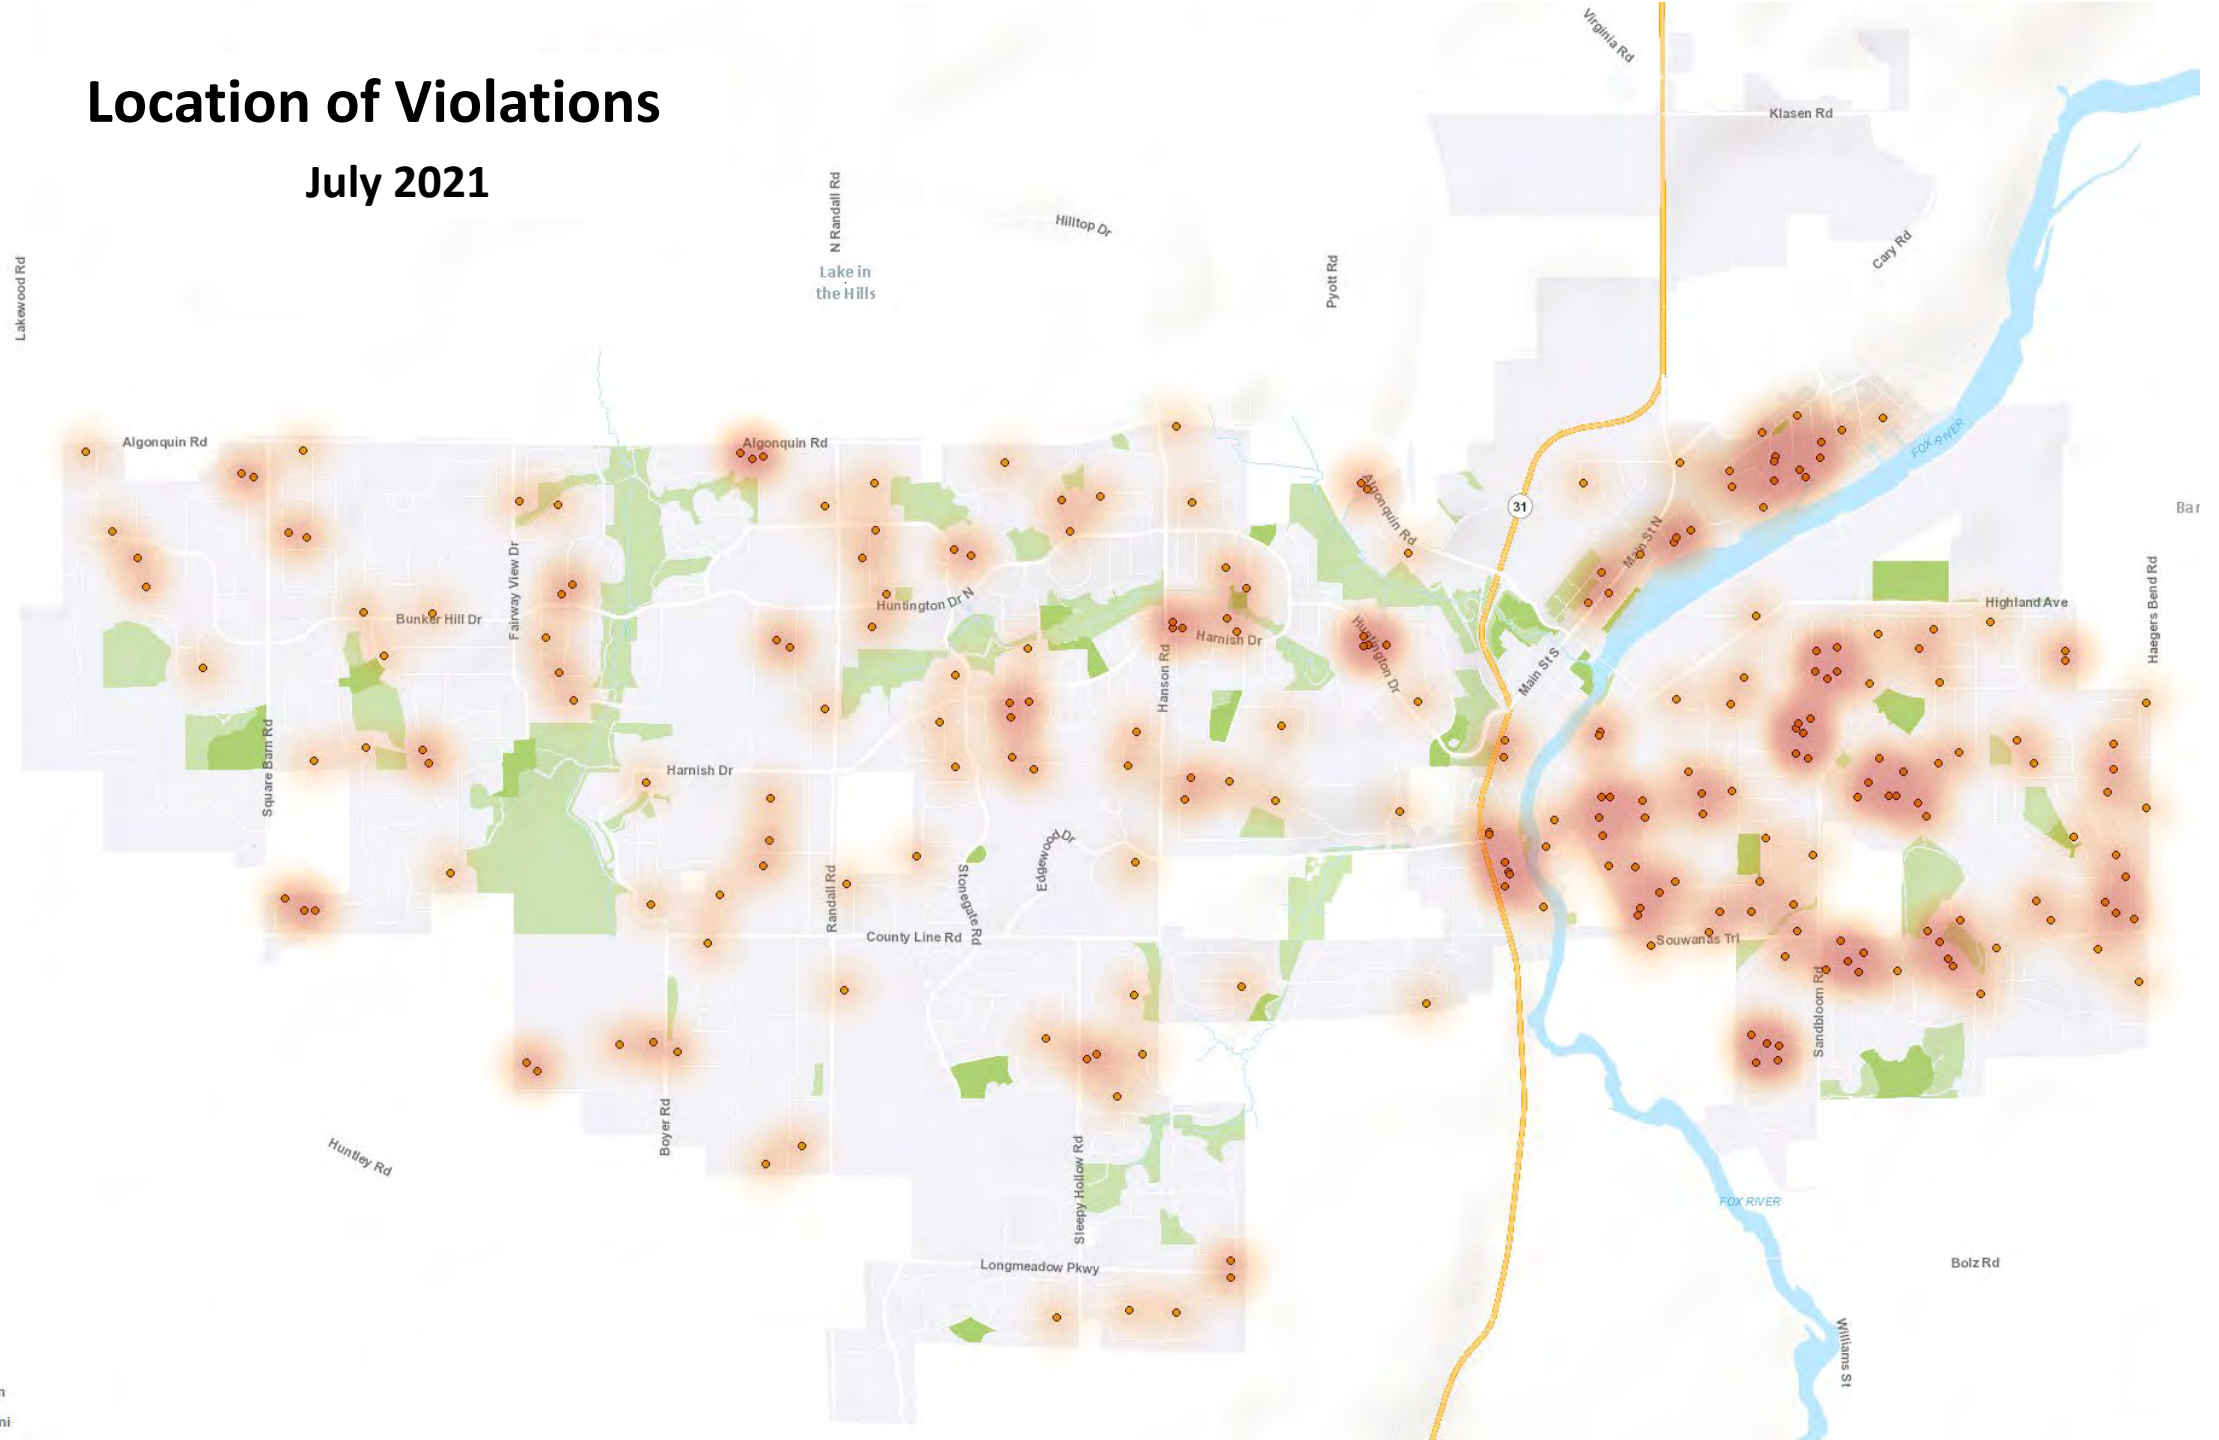 Location of Violations
July 2021
Virginia Rd
Klasen Rd
N Randall Rd
Hilltop Dr
Cary Rd
Lakewood Rd
Lake in
the Hills
Pyott Rd
Algonquin Rd
Algonquin Rd
FOX RIVER
Algonquin Rd
31
Bar
Main St N
Fairway View Dr
Haegers Bend Rd
Highland Ave
Huntington Dr N
Bunker Hill Dr
Harnish Dr
Huntington Dr
Main St S
Hanson Rd
Square Barn Rd
Harnish Dr
Edgewood Dr
Randall Rd
Stonegate Rd
County Line Rd
Souwanas Trl
Sandbloom Rd
Boyer Rd
Huntley Rd
Sleepy Hollow Rd
FOX RIVER
Longmeadow Pkwy
Bolz Rd
Williams St
n
ni